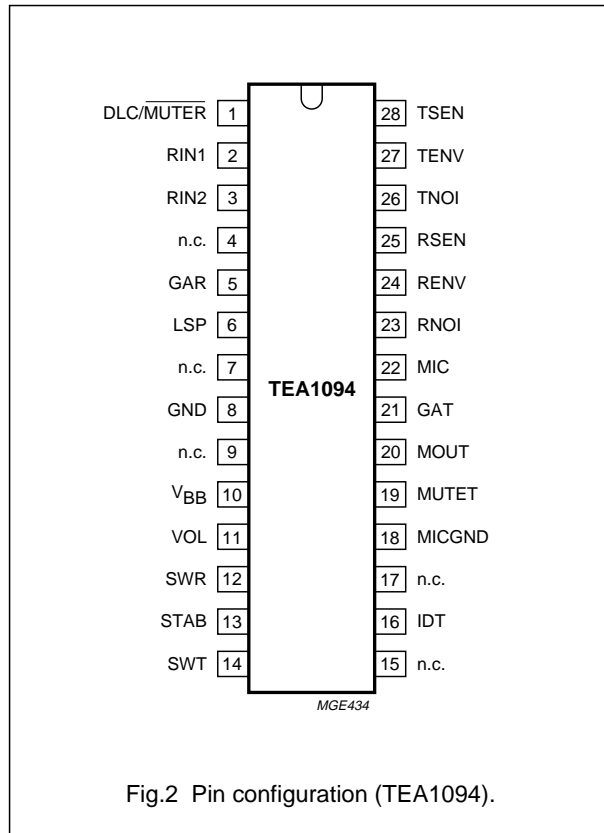 DLC/MUTER 1 28 TSEN
RIN1 2 27 TENV
RIN2 3 26 TNOI
n.c. 4 25 RSEN
GAR 5 24 RENV
LSP 6 23 RNOI
n.c. 7 22 MIC
TEA1094
GND 8 21 GAT
n.c. 9 20 MOUT
VBB 10 19 MUTET
VOL 11 18 MICGND
SWR 12 17 n.c.
STAB 13 16 IDT
SWT 14 15 n.c.
MGE434
Fig.2 Pin configuration (TEA1094).